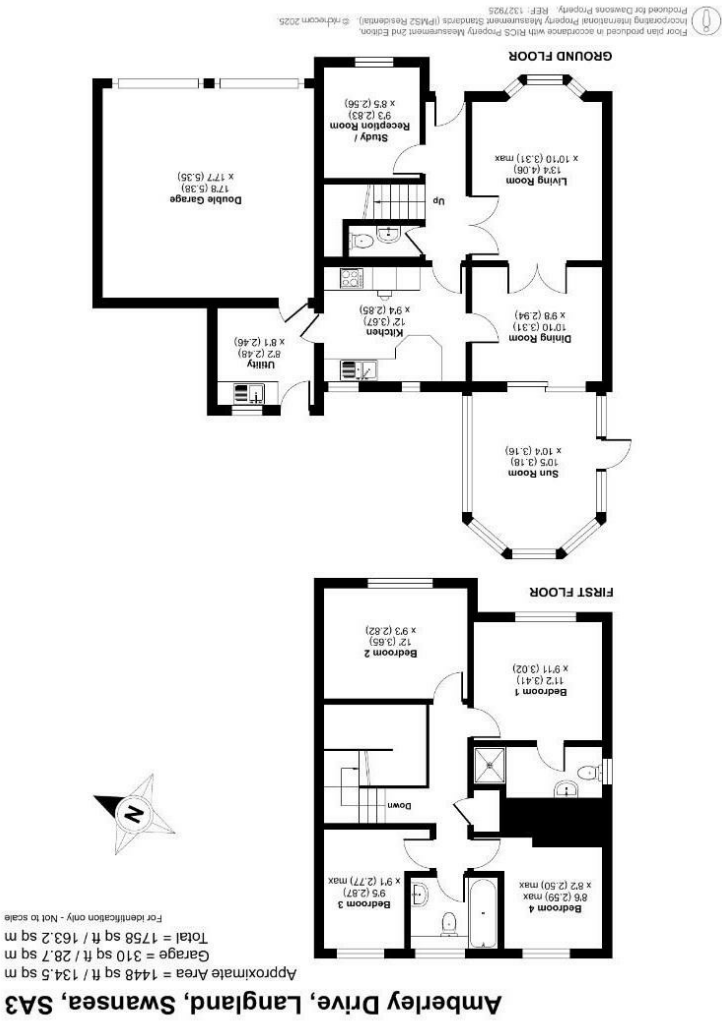 Amberley Drive, Langland, Swansea, SA3
Approximate Area = 1448 sq ft / 134.5 sq m
Garage = 310 sq ft / 28.7 sq m
Total = 1758 sq ft / 163.2 sq m
For identification only - Not to scale
Bedroom 4
8'6 (2.59) max
x 8'2 (2.50) max
Bedroom 3
9'5 (2.87)
x 9'1 (2.77) max
Down
N
Bedroom 1
11'2 (3.41)
x 9'11 (3.02)
Bedroom 2
12' (3.65)
x 9'3 (2.82)
FIRST FLOOR
Sun Room
10'5 (3.18)
x 10'4 (3.16)
Utility
8'2 (2.48)
x 8'1 (2.46)
Dining Room
10'10 (3.31)
x 9'8 (2.94)
Kitchen
12' (3.67)
x 9'4 (2.85)
Up
Living Room
13'4 (4.06)
x 10'10 (3.31) max
Double Garage
17'8 (5.38)
x 17'7 (5.35)
Study /
Reception Room
9'3 (2.83)
x 8'5 (2.56)
GROUND FLOOR
Floor plan produced in accordance with RICS Property Measurement 2nd Edition,
Incorporating International Property Measurement Standards (IPMS2 Residential). © nichecom 2025.
Produced for Dawsons Property. REF: 1327925